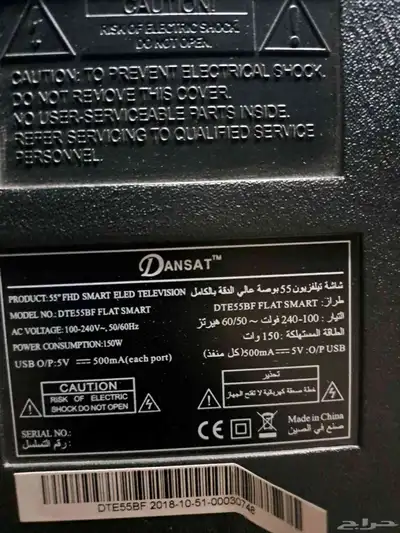 CAUTION
RISK OF ELECTRIC SHOCK.
DO NOT OPEN.
CAUTION: TO PREVENT ELECTRICAL SHOCK.
DO NOT REMOVE THIS COVER.
NO USER-SERVICEABLE PARTS INSIDE.
REFER SERVICING TO QUALIFIED SERVICE
PERSONNEL.
DANSAT™
PRODUCT: 55" FHD SMART ELED TELEVISION
MODEL NO: DTE55BF FLAT SMART
AC VOLTAGE: 100-240V~, 50/60Hz
POWER CONSUMPTION:150W
USB O/P:5V ⎓ 500mA(each port)
شاشة تيلفزيون 55 بوصة عالي الدقة بالكامل
طراز: DTE55BF FLAT SMART
التيار: 100-240 فولت ~ 60/50 هيرتز
الطاقة المستهلكة: 150 وات
USB O/P: 5V ⎓ 500mA(كل منفذ)
CAUTION
RISK OF ELECTRIC
SHOCK DO NOT OPEN
تحذير
خطة صعقة كهربائية لا تفتح الجهاز
SERIAL NO.:
رقم التسلسل:
CE
Made in China
صنع في الصين
DTE55BF 2018-10-51-00030748
حراج